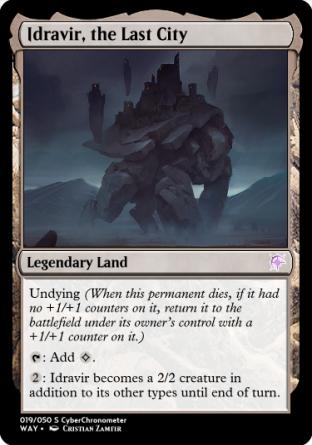 Idravir, the Last City
Legendary Land
Undying (When this permanent dies, if it had
no +1/+1 counters on it, return it to the
battlefield under its owner's control with a
+1/+1 counter on it.)
: Add .
2: Idravir becomes a 2/2 creature in
addition to its other types until end of turn.
019/050 S CyberChronometer
WAY • Cristian Zamfir